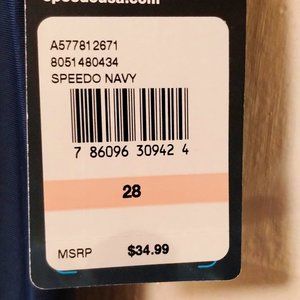 speedousa.com
A577812671
8051480434
SPEEDO NAVY
7 86096 30942 4
28
MSRP $34.99